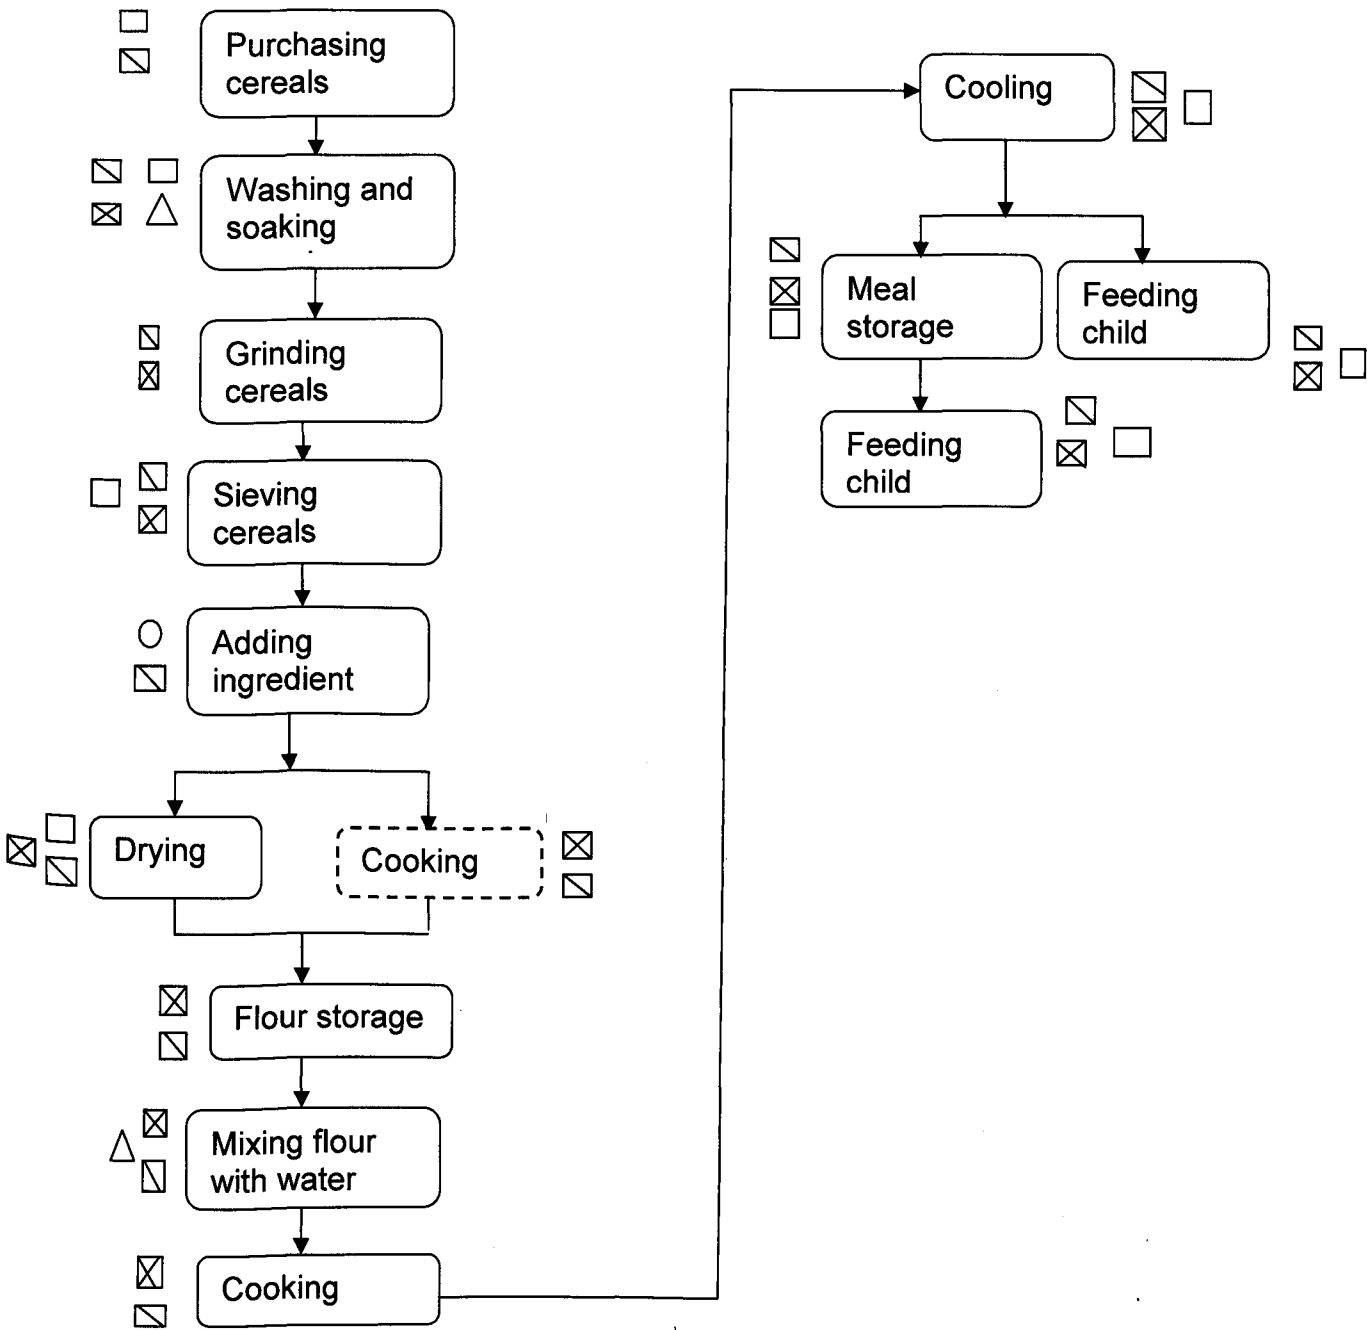 Purchasing
cereals
Washing and
soaking
Grinding
cereals
Sieving
cereals
Adding
ingredient
Drying
Cooking
Flour storage
Mixing flour
with water
Cooking
Cooling
Meal
storage
Feeding
child
Feeding
child